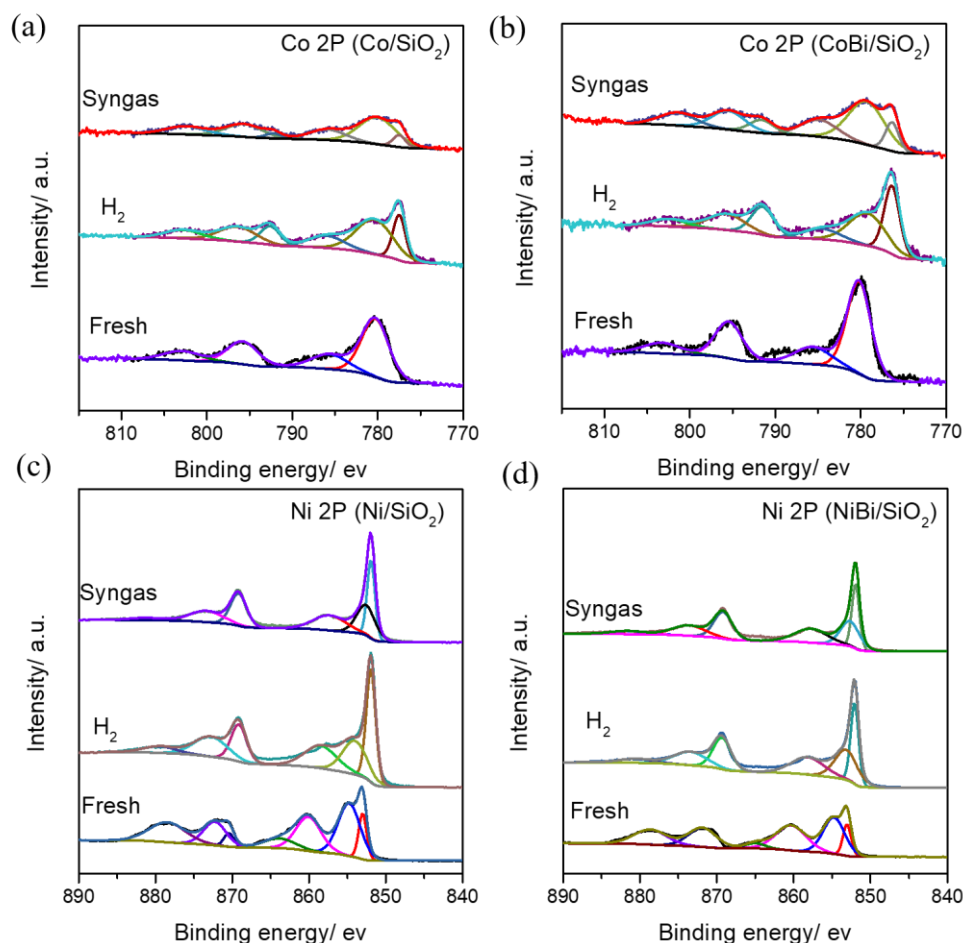 (a)
Co 2P (Co/SiO₂)
Syngas
H₂
Fresh
Intensity/ a.u.
810 800 790 780 770
Binding energy/ ev
(b)
Co 2P (CoBi/SiO₂)
Syngas
H₂
Fresh
Intensity/ a.u.
810 800 790 780 770
Binding energy/ ev
(c)
Ni 2P (Ni/SiO₂)
Syngas
H₂
Fresh
Intensity/ a.u.
890 880 870 860 850 840
Binding energy/ ev
(d)
Ni 2P (NiBi/SiO₂)
Syngas
H₂
Fresh
Intensity/ a.u.
890 880 870 860 850 840
Binding energy/ ev